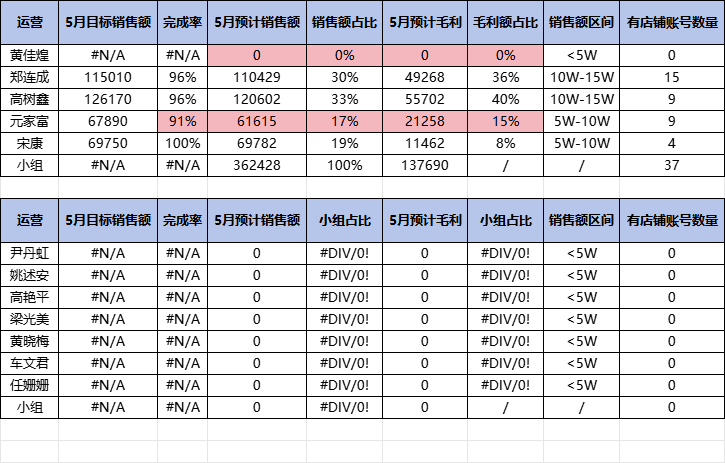 运营 5月目标销售额 完成率 5月预计销售额 销售额占比 5月预计毛利 毛利额占比 销售额区间 有店铺账号数量
黄佳煌 #N/A #N/A 0 0% 0 0% <5W 0
郑连成 115010 96% 110429 30% 49268 36% 10W-15W 15
高树鑫 126170 96% 120602 33% 55702 40% 10W-15W 9
元家富 67890 91% 61615 17% 21258 15% 5W-10W 9
宋康 69750 100% 69782 19% 11462 8% 5W-10W 4
小组 #N/A #N/A 362428 100% 137690 / / 37
运营 5月目标销售额 完成率 5月预计销售额 小组占比 5月预计毛利 小组占比 销售额区间 有店铺账号数量
尹丹虹 #N/A #N/A 0 #DIV/0! 0 #DIV/0! <5W 0
姚述安 #N/A #N/A 0 #DIV/0! 0 #DIV/0! <5W 0
高艳平 #N/A #N/A 0 #DIV/0! 0 #DIV/0! <5W 0
梁光美 #N/A #N/A 0 #DIV/0! 0 #DIV/0! <5W 0
黄晓梅 #N/A #N/A 0 #DIV/0! 0 #DIV/0! <5W 0
车文君 #N/A #N/A 0 #DIV/0! 0 #DIV/0! <5W 0
任姗姗 #N/A #N/A 0 #DIV/0! 0 #DIV/0! <5W 0
小组 #N/A #N/A 0 #DIV/0! 0 / / 0